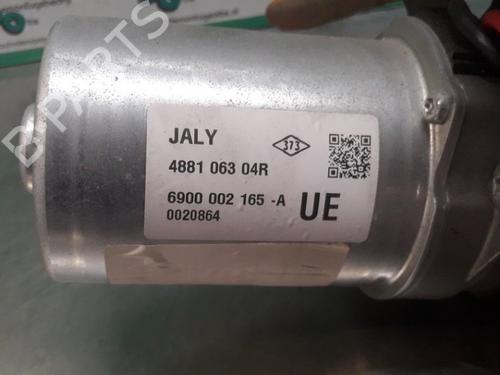 JALY
373
4881 063 04R
6900 002 165 -A
0020864
UE
B-PARTS